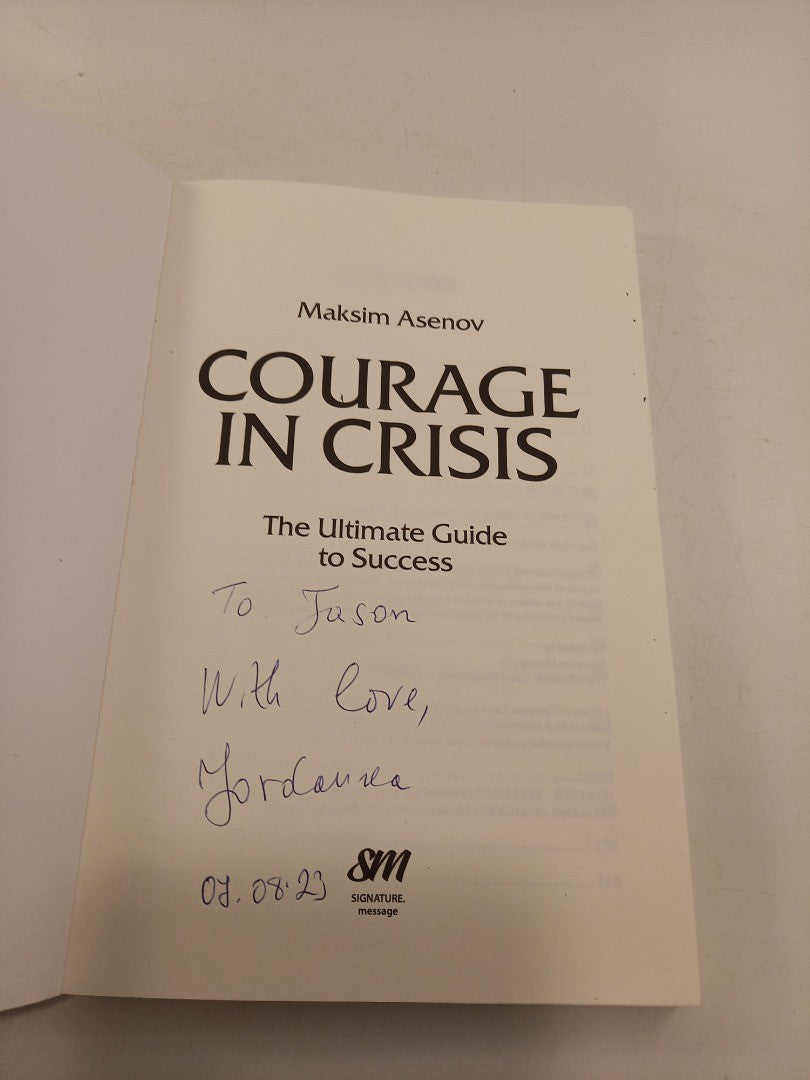 Maksim Asenov
COURAGE
IN CRISIS
The Ultimate Guide
to Success
To Jason
With love,
Jordanka
07.08.23
SM
SIGNATURE.
message